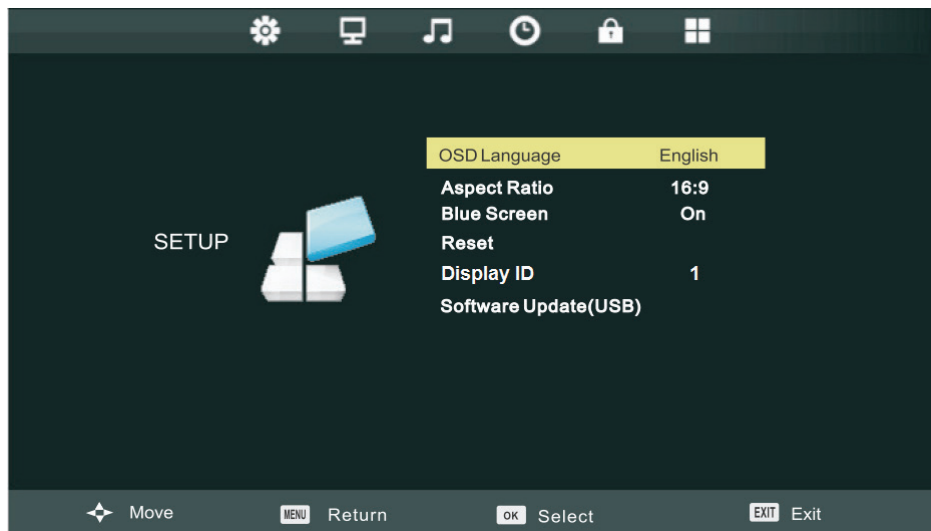 OSD Language English
Aspect Ratio 16:9
Blue Screen On
Reset
Display ID 1
Software Update(USB)
SETUP
Move MENU Return OK Select EXIT Exit